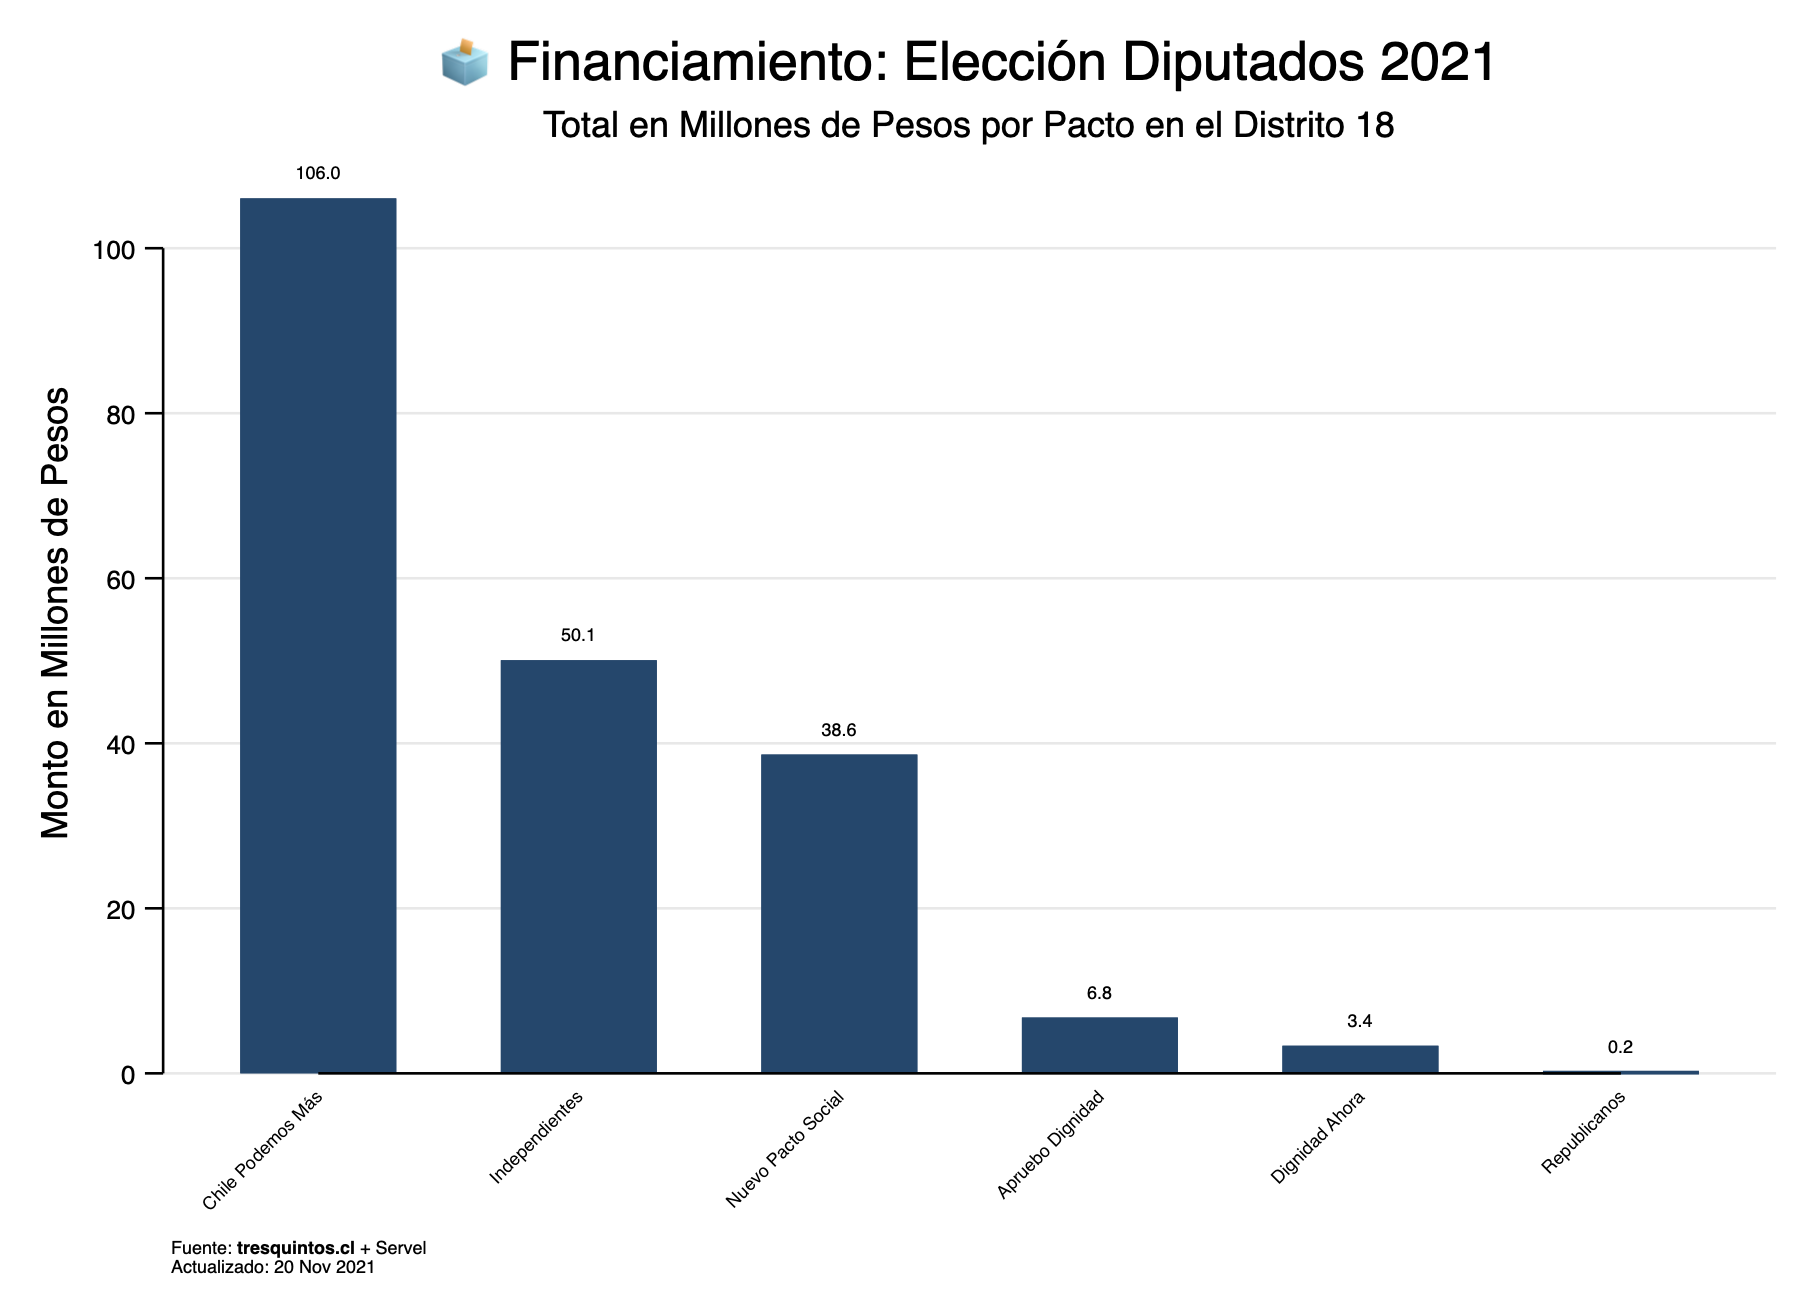 Financiamiento: Elección Diputados 2021
Total en Millones de Pesos por Pacto en el Distrito 18
Monto en Millones de Pesos
100
80
60
40
20
0
106.0
50.1
38.6
6.8
3.4
0.2
Chile Podemos Más
Independientes
Nuevo Pacto Social
Apruebo Dignidad
Dignidad Ahora
Republicanos
Fuente: tresquintos.cl + Servel
Actualizado: 20 Nov 2021